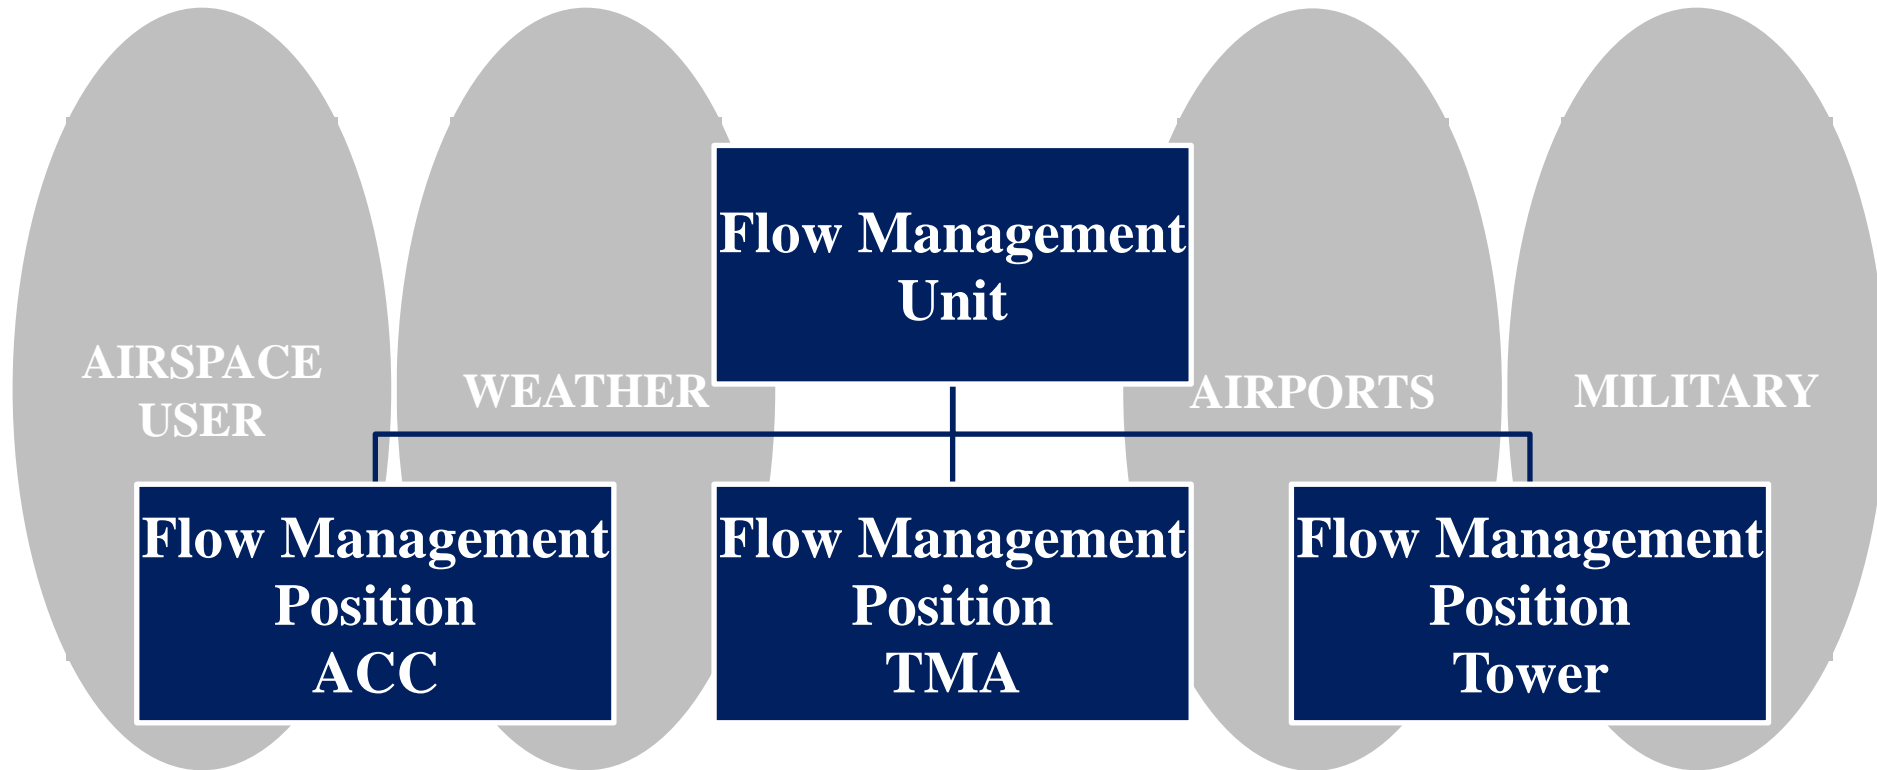 Flow Management
Unit
AIRSPACE
USER
WEATHER
AIRPORTS
MILITARY
Flow Management
Position
ACC
Flow Management
Position
TMA
Flow Management
Position
Tower